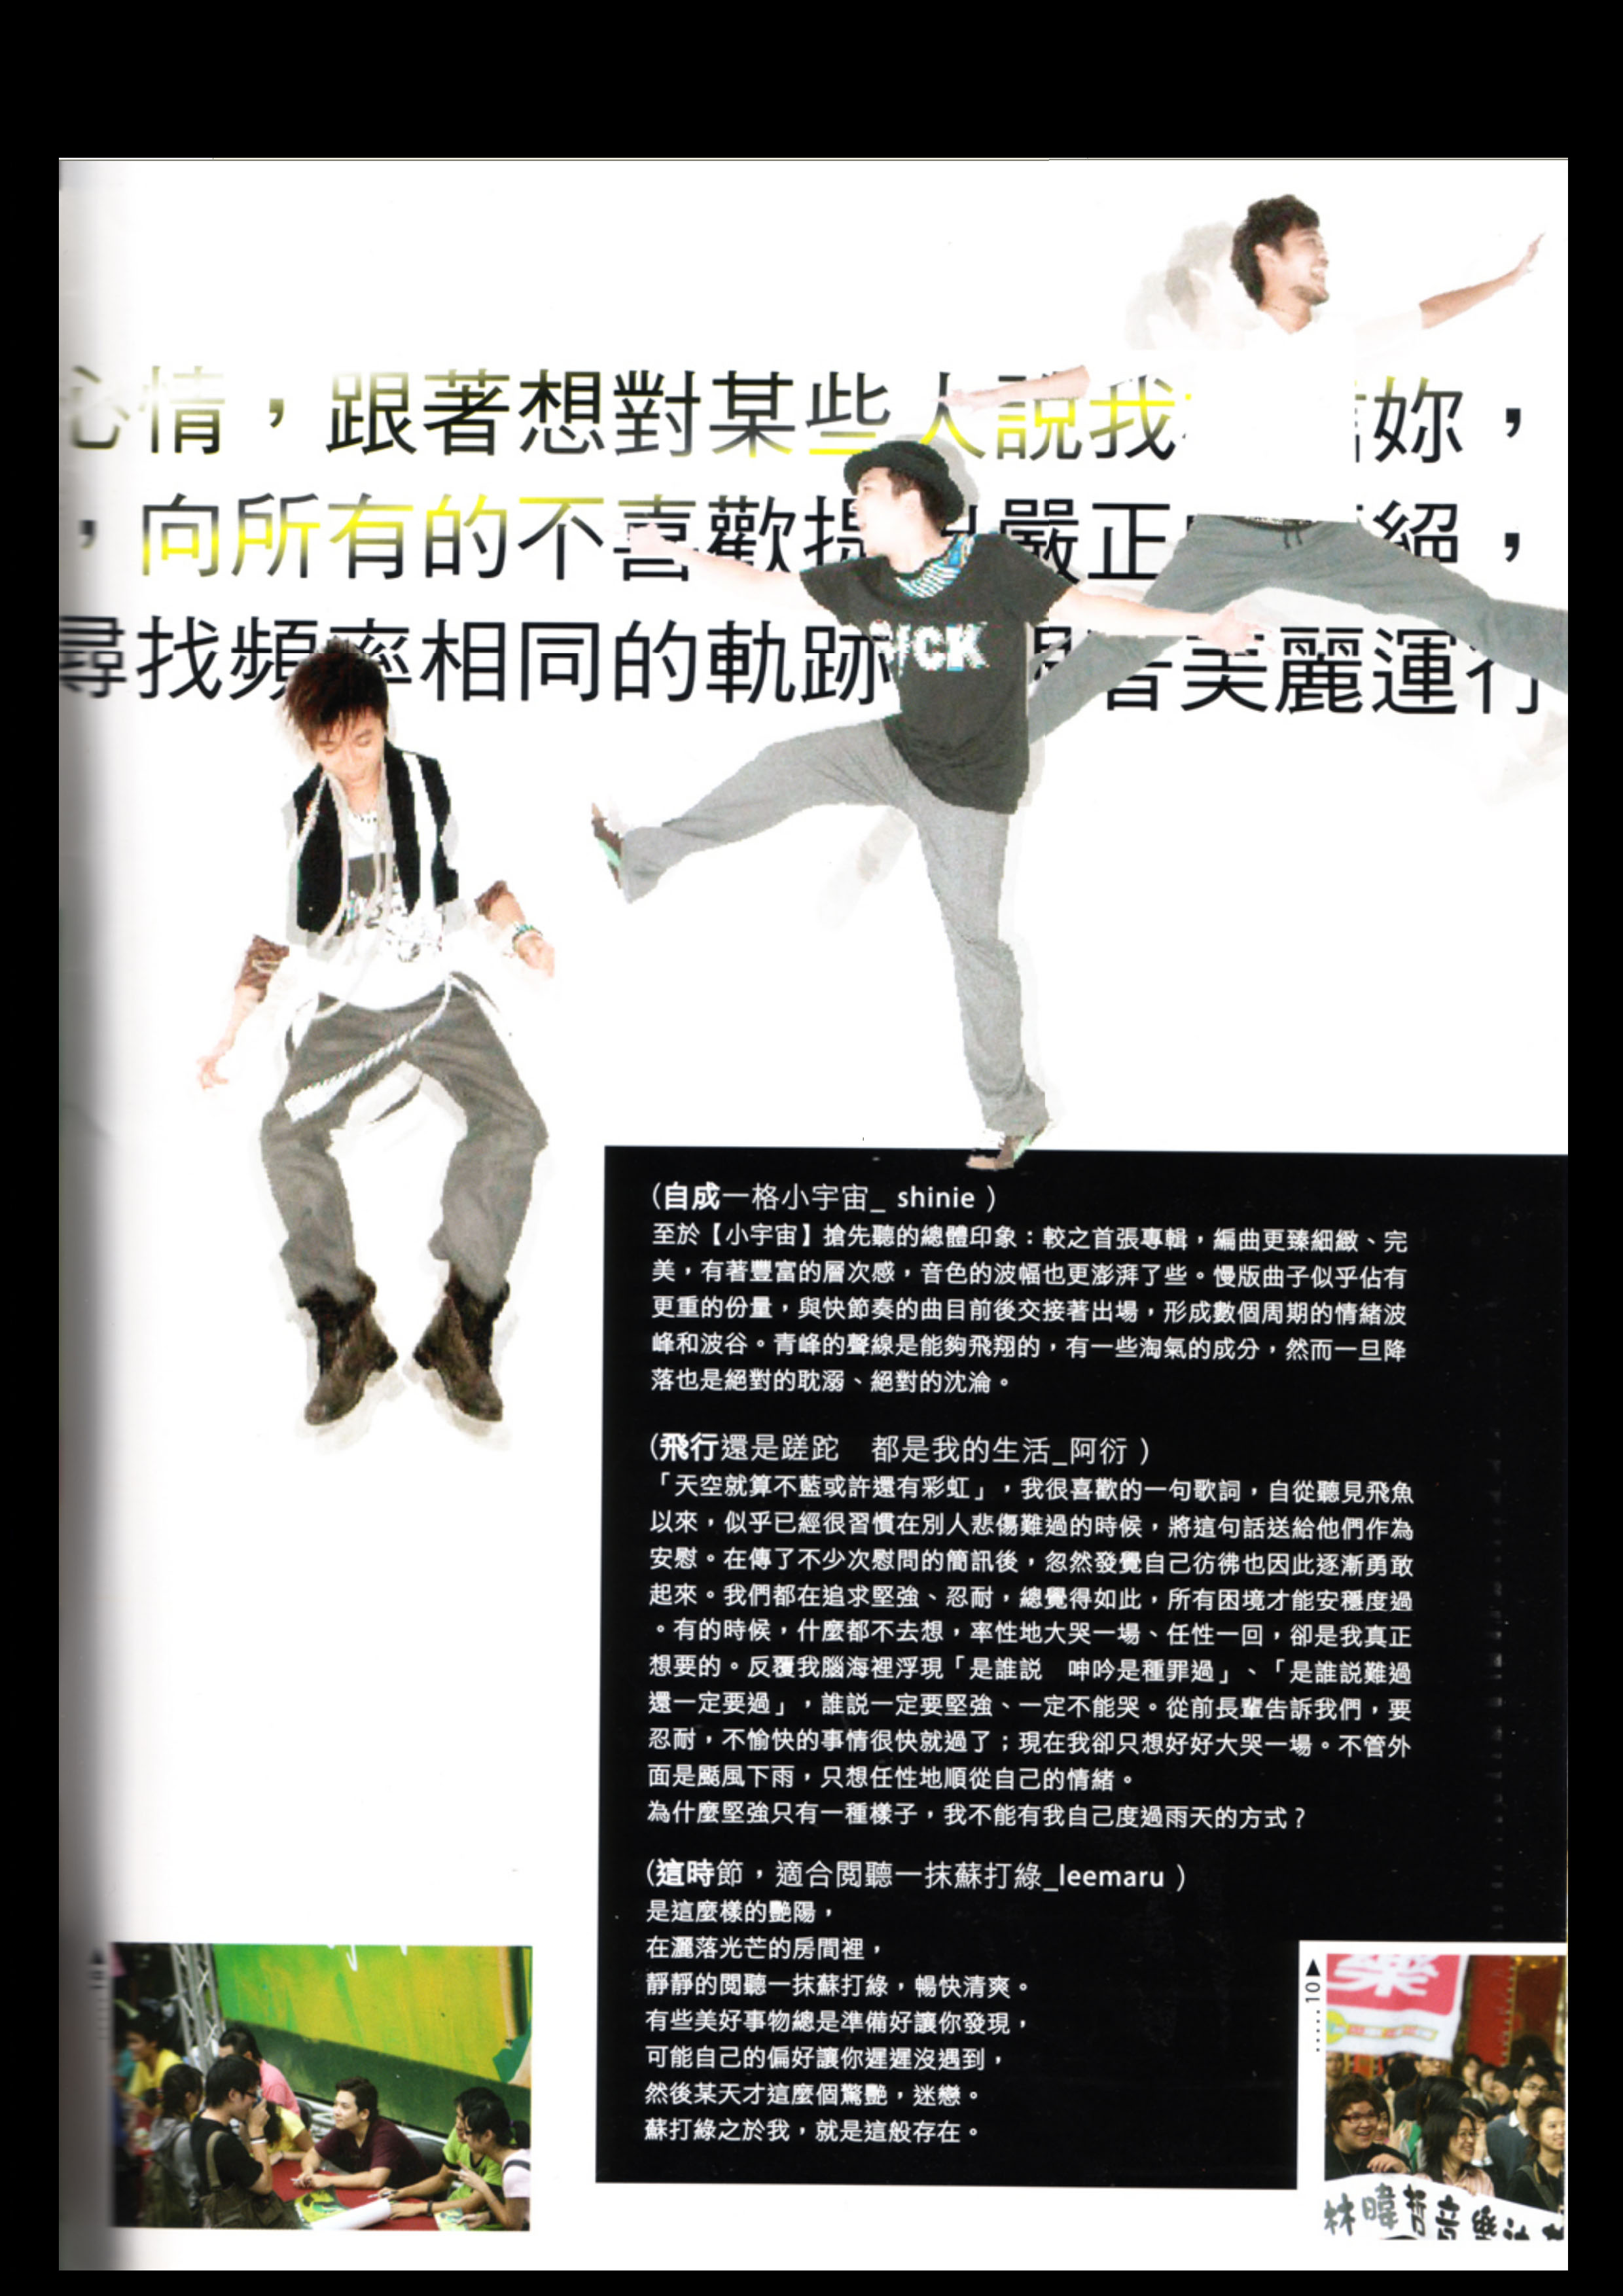 心情，跟著想對某些人說我 妳，
，向所有的不喜歡提 嚴正 絕，
尋找頻率相同的軌跡 美麗運行
SICK
(自成一格小宇宙_ shinie )
至於【小宇宙】搶先聽的總體印象：較之首張專輯，編曲更臻細緻、完
美，有著豐富的層次感，音色的波幅也更澎湃了些。慢版曲子似乎佔有
更重的份量，與快節奏的曲目前後交接著出場，形成數個周期的情緒波
峰和波谷。青峰的聲線是能夠飛翔的，有一些淘氣的成分，然而一旦降
落也是絕對的耽溺、絕對的沈淪。
(飛行還是蹉跎　都是我的生活_阿衍 )
「天空就算不藍或許還有彩虹」，我很喜歡的一句歌詞，自從聽見飛魚
以來，似乎已經很習慣在別人悲傷難過的時候，將這句話送給他們作為
安慰。在傳了不少次慰問的簡訊後，忽然發覺自己彷彿也因此逐漸勇敢
起來。我們都在追求堅強、忍耐，總覺得如此，所有困境才能安穩度過
。有的時候，什麼都不去想，率性地大哭一場、任性一回，卻是我真正
想要的。反覆我腦海裡浮現「是誰說　呻吟是種罪過」、「是誰說難過
還一定要過」，誰說一定要堅強、一定不能哭。從前長輩告訴我們，要
忍耐，不愉快的事情很快就過了；現在我卻只想好好大哭一場。不管外
面是颳風下雨，只想任性地順從自己的情緒。
為什麼堅強只有一種樣子，我不能有我自己度過雨天的方式？
(這時節，適合閱聽一抹蘇打綠_leemaru )
是這麼樣的艷陽，
在灑落光芒的房間裡，
靜靜的閱聽一抹蘇打綠，暢快清爽。
有些美好事物總是準備好讓你發現，
可能自己的偏好讓你遲遲沒遇到，
然後某天才這麼個驚艷，迷戀。
蘇打綠之於我，就是這般存在。
......10▲
樂
林暐哲音樂社